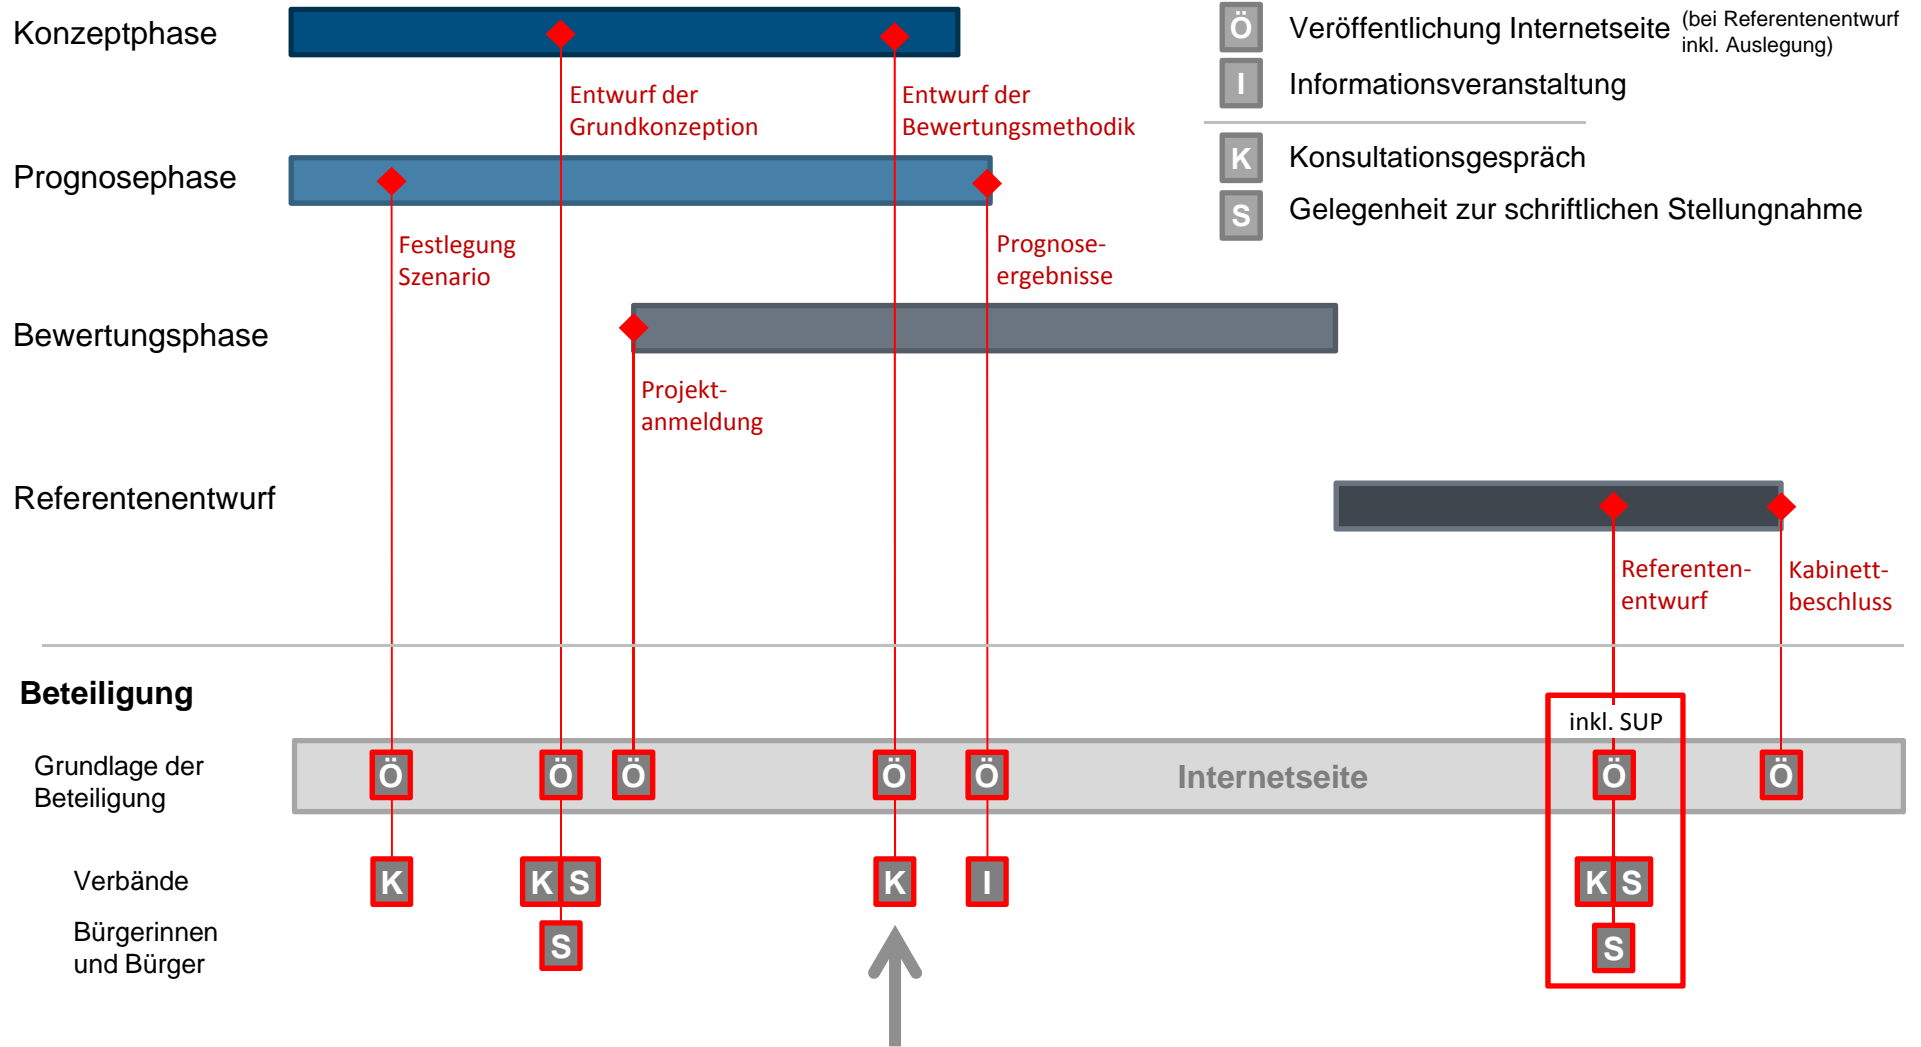 Konzeptphase
Ö Veröffentlichung Internetseite (bei Referentenentwurf
inkl. Auslegung)
I Informationsveranstaltung
Entwurf der
Grundkonzeption
Entwurf der
Bewertungsmethodik
K Konsultationsgespräch
Prognosephase
S Gelegenheit zur schriftlichen Stellungnahme
Festlegung
Szenario
Prognose-
ergebnisse
Bewertungsphase
Projekt-
anmeldung
Referentenentwurf
Referenten-
entwurf
Kabinett-
beschluss
Beteiligung
inkl. SUP
Grundlage der
Beteiligung
Ö Ö Ö Ö Ö Internetseite Ö Ö
Verbände K K S K I K S
Bürgerinnen
und Bürger
S S